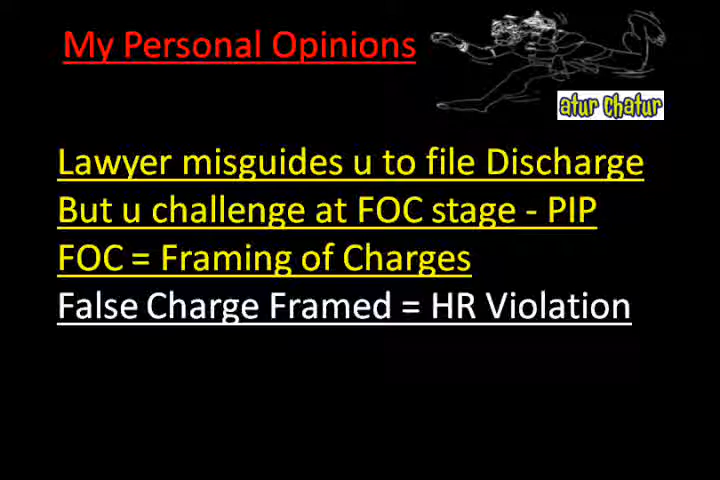 My Personal Opinions
atur chatur
Lawyer misguides u to file Discharge
But u challenge at FOC stage - PIP
FOC = Framing of Charges
False Charge Framed = HR Violation